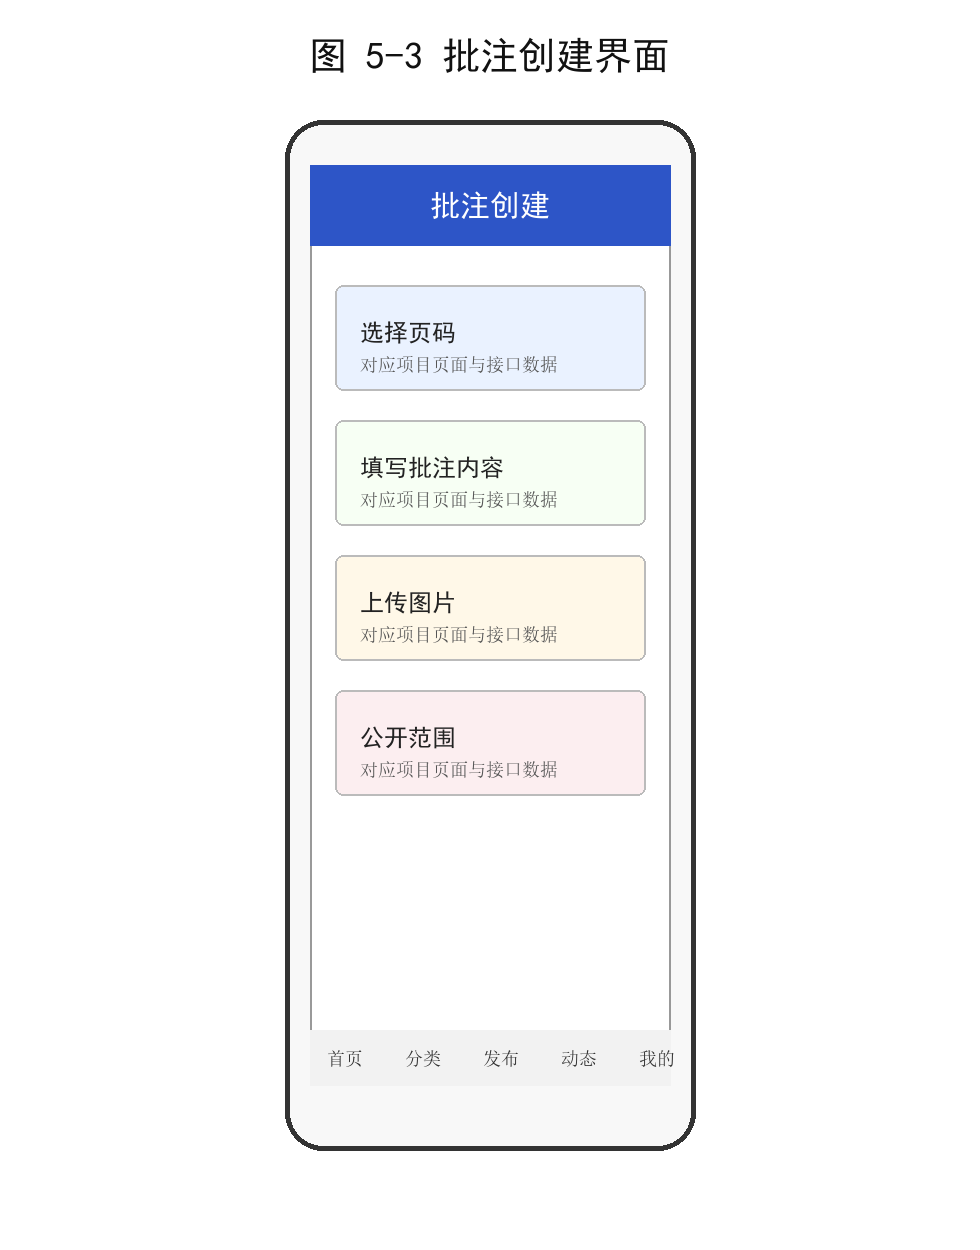 图 5-3 批注创建界面
批注创建
选择页码
对应项目页面与接口数据
填写批注内容
对应项目页面与接口数据
上传图片
对应项目页面与接口数据
公开范围
对应项目页面与接口数据
首页 分类 发布 动态 我的